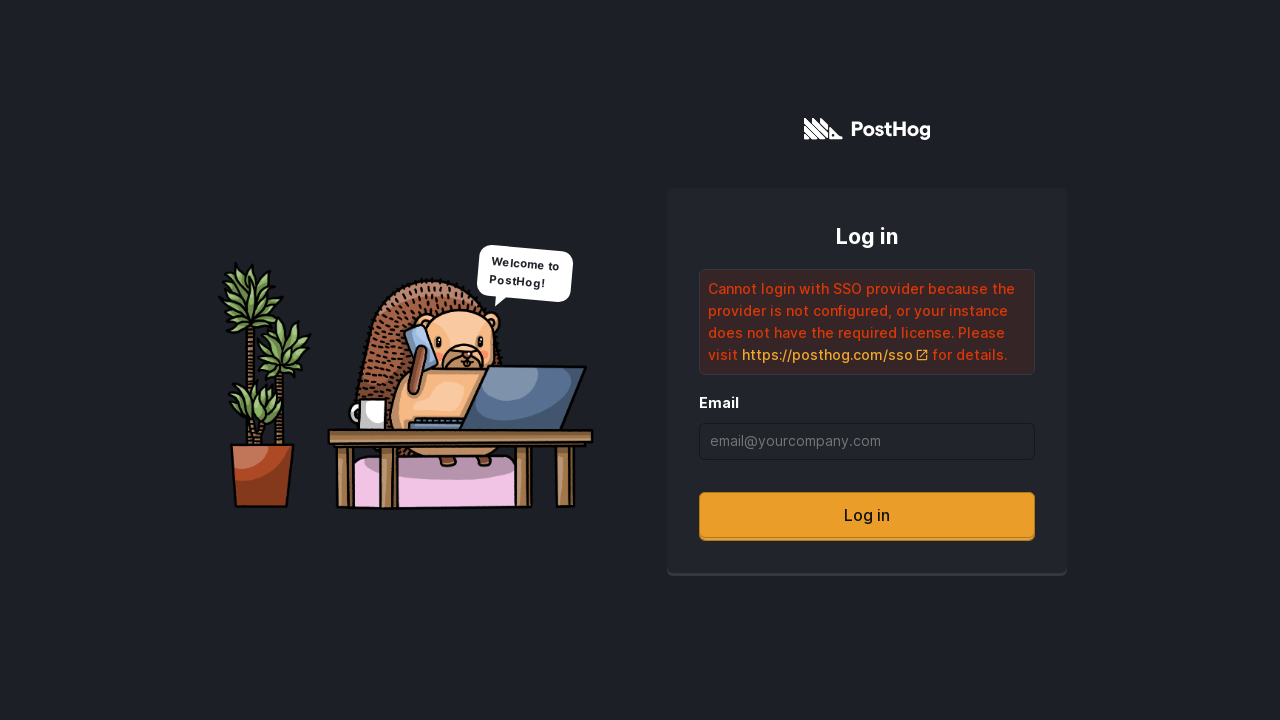 PostHog
Welcome to
PostHog!
Log in
Cannot login with SSO provider because the
provider is not configured, or your instance
does not have the required license. Please
visit https://posthog.com/sso for details.
Email
email@yourcompany.com
Log in